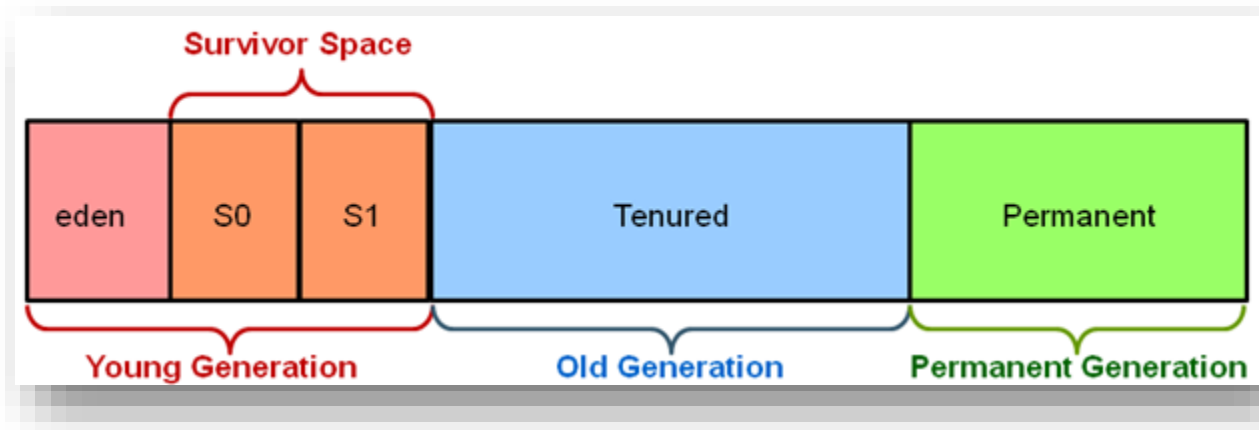 Survivor Space
eden S0 S1 Tenured Permanent
Young Generation Old Generation Permanent Generation